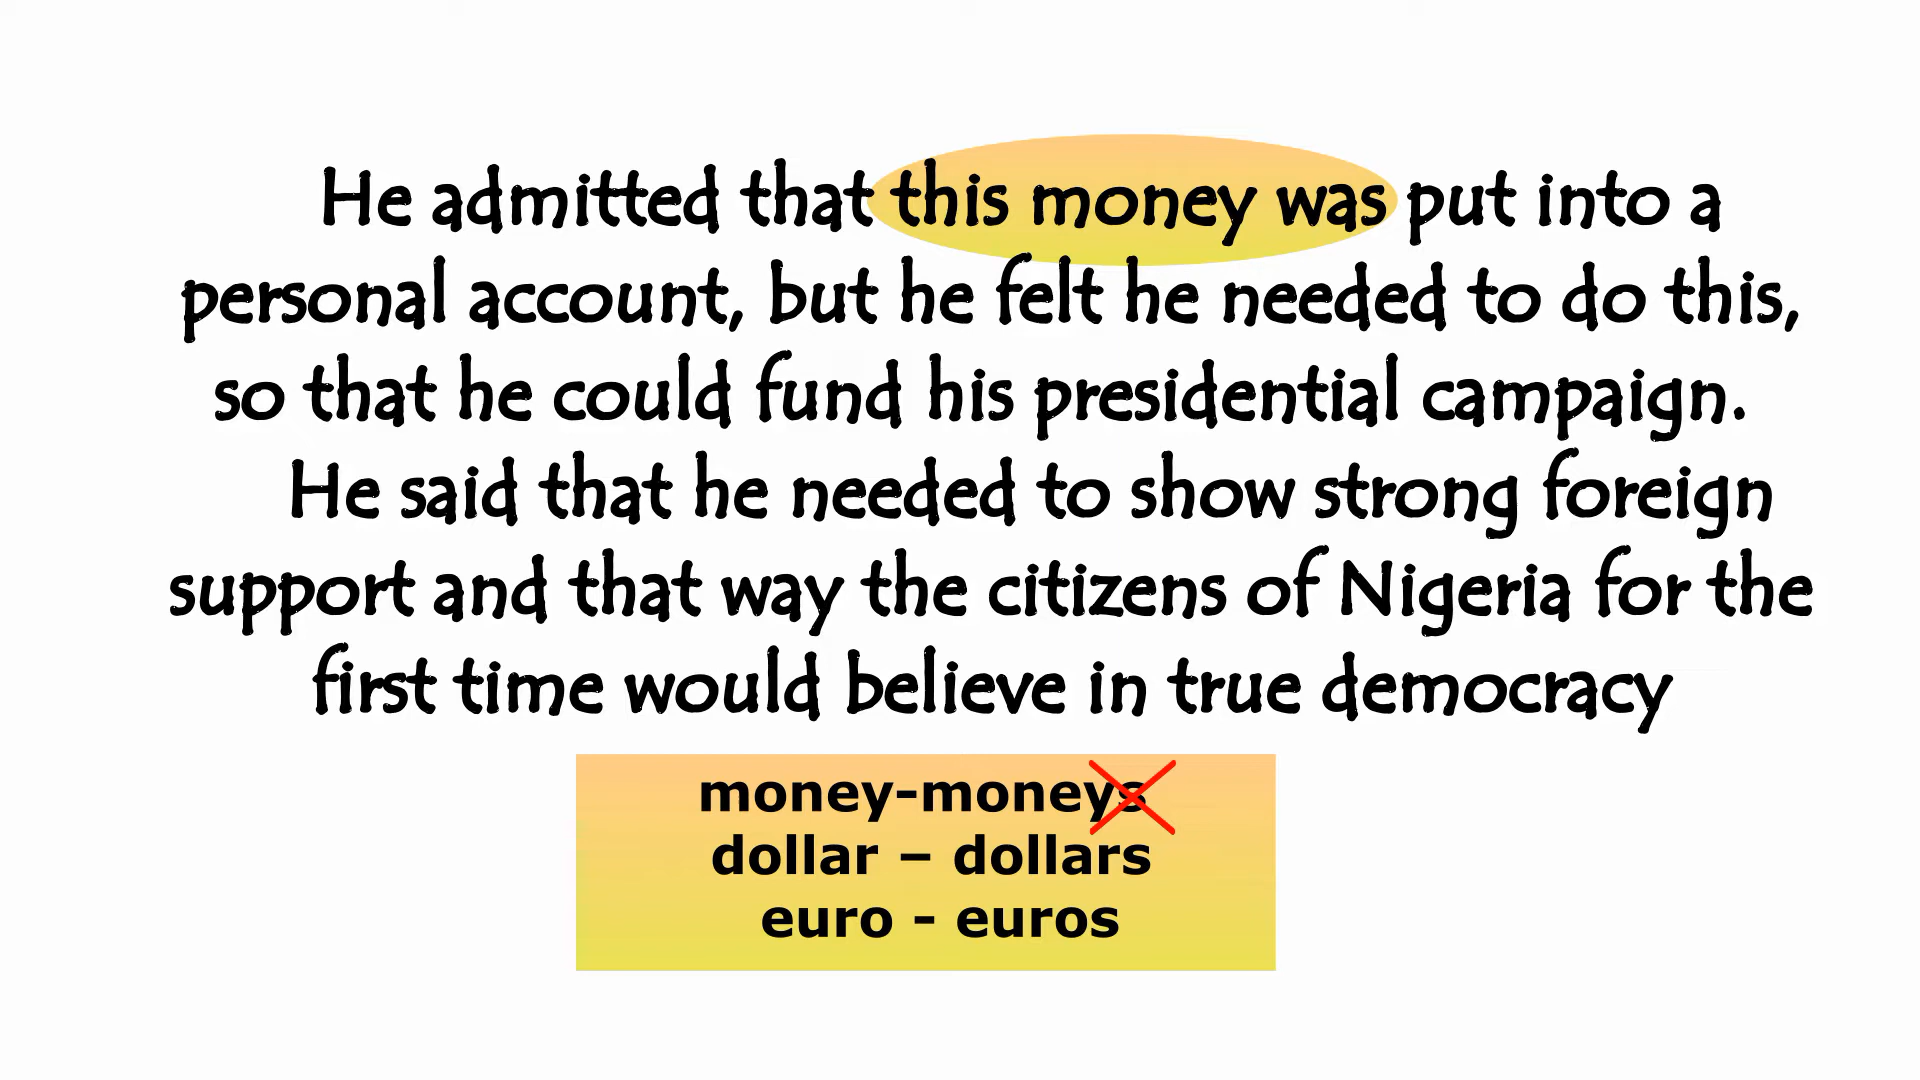 He admitted that this money was put into a
personal account, but he felt he needed to do this,
so that he could fund his presidential campaign.
He said that he needed to show strong foreign
support and that way the citizens of Nigeria for the
first time would believe in true democracy
money-moneys
dollar – dollars
euro - euros